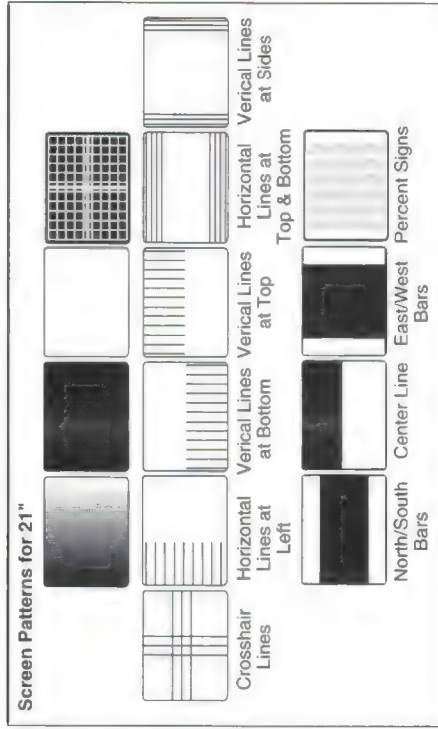 Screen Patterns for 21"
Crosshair
Lines
Horizontal
Lines at
Left
Verical Lines
at Bottom
Verical Lines
at Top
Horizontal
Lines at
Top & Bottom
Verical Lines
at Sides
North/South
Bars
Center Line
East/West
Bars
Percent Signs